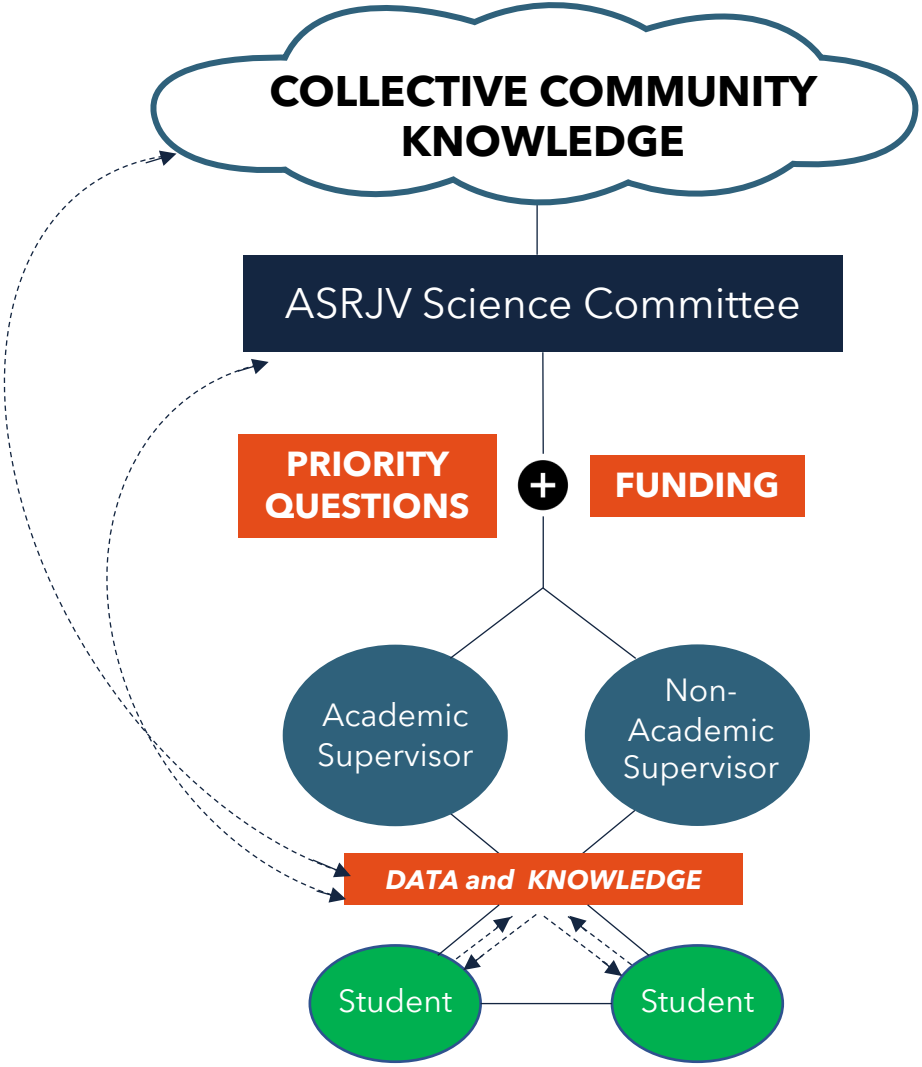 COLLECTIVE COMMUNITY
KNOWLEDGE
ASRJV Science Committee
PRIORITY
QUESTIONS
+
FUNDING
Academic
Supervisor
Non-
Academic
Supervisor
DATA and KNOWLEDGE
Student
Student